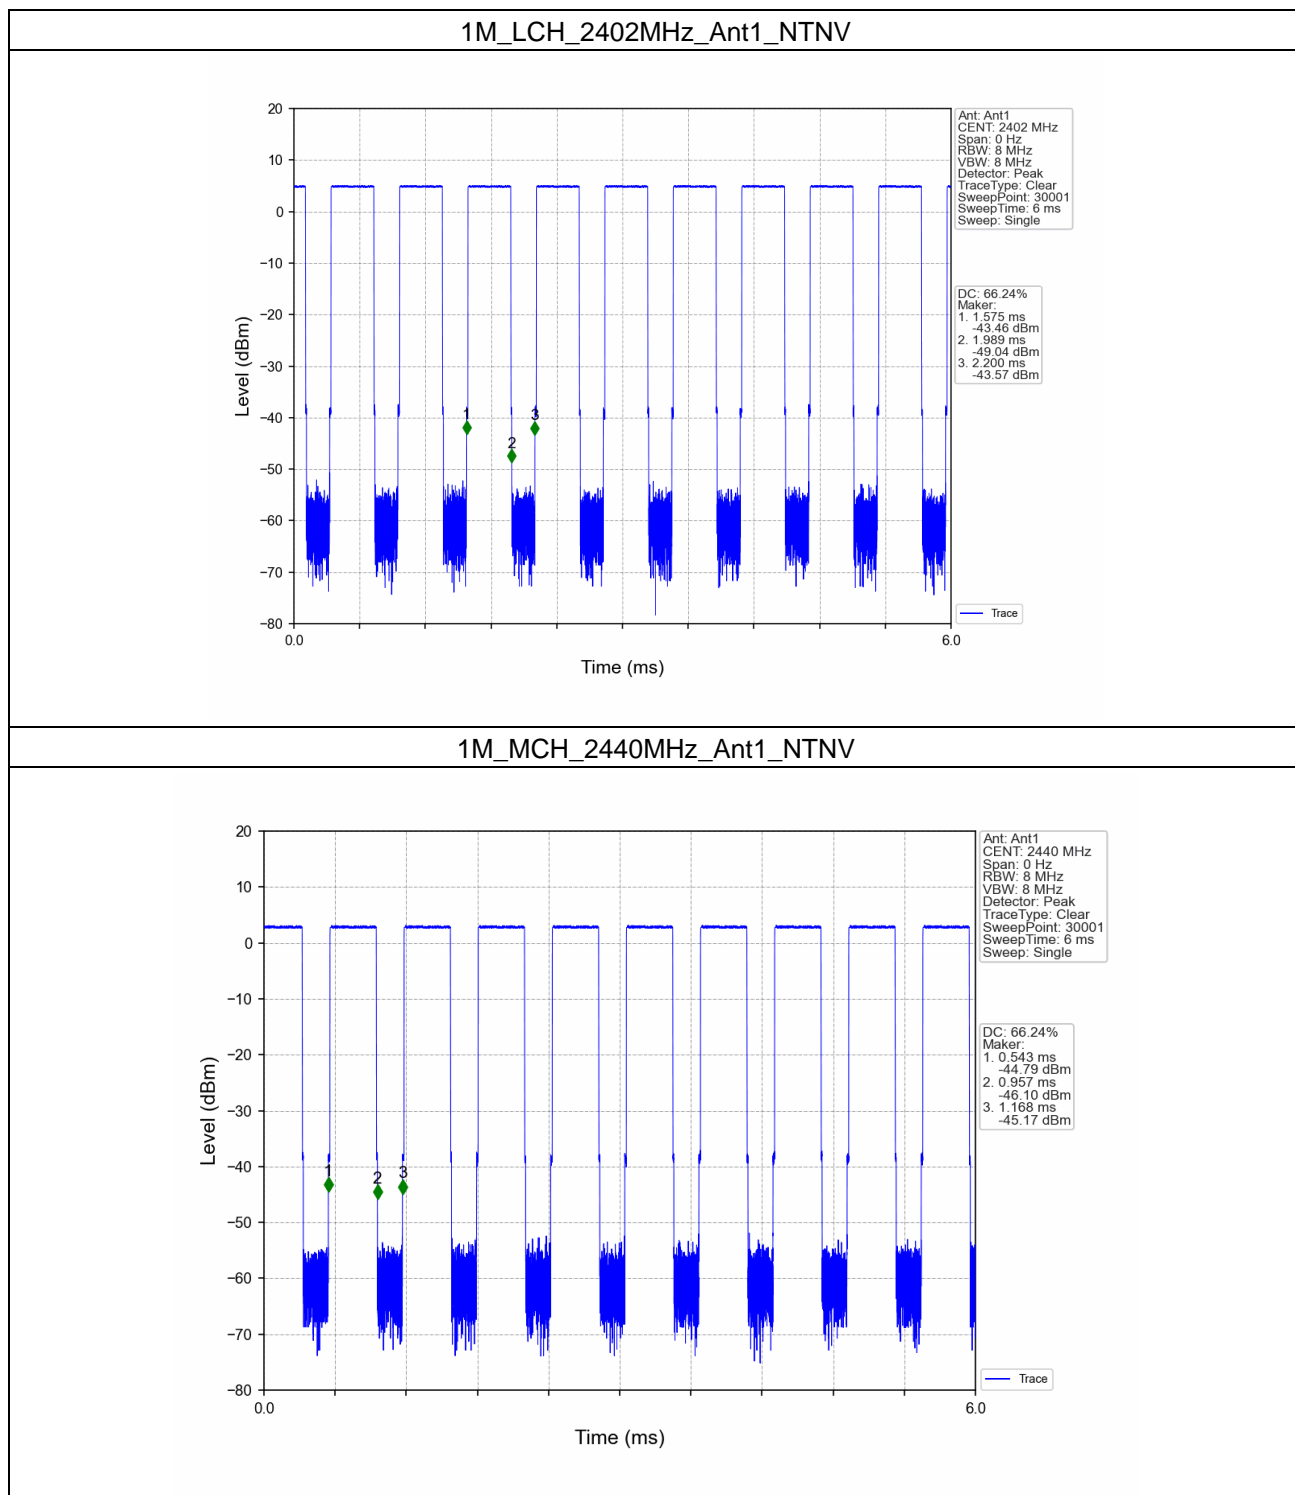 1M_LCH_2402MHz_Ant1_NTNV
20
10
0
−10
−20
−30
−40
−50
−60
−70
−80
Level (dBm)
1
2
3
0.0
6.0
Time (ms)
Ant: Ant1
CENT: 2402 MHz
Span: 0 Hz
RBW: 8 MHz
VBW: 8 MHz
Detector: Peak
TraceType: Clear
SweepPoint: 30001
SweepTime: 6 ms
Sweep: Single
DC: 66.24%
Maker:
1. 1.575 ms
-43.46 dBm
2. 1.989 ms
-49.04 dBm
3. 2.200 ms
-43.57 dBm
Trace
1M_MCH_2440MHz_Ant1_NTNV
20
10
0
−10
−20
−30
−40
−50
−60
−70
−80
Level (dBm)
1
2
3
0.0
6.0
Time (ms)
Ant: Ant1
CENT: 2440 MHz
Span: 0 Hz
RBW: 8 MHz
VBW: 8 MHz
Detector: Peak
TraceType: Clear
SweepPoint: 30001
SweepTime: 6 ms
Sweep: Single
DC: 66.24%
Maker:
1. 0.543 ms
-44.79 dBm
2. 0.957 ms
-46.10 dBm
3. 1.168 ms
-45.17 dBm
Trace